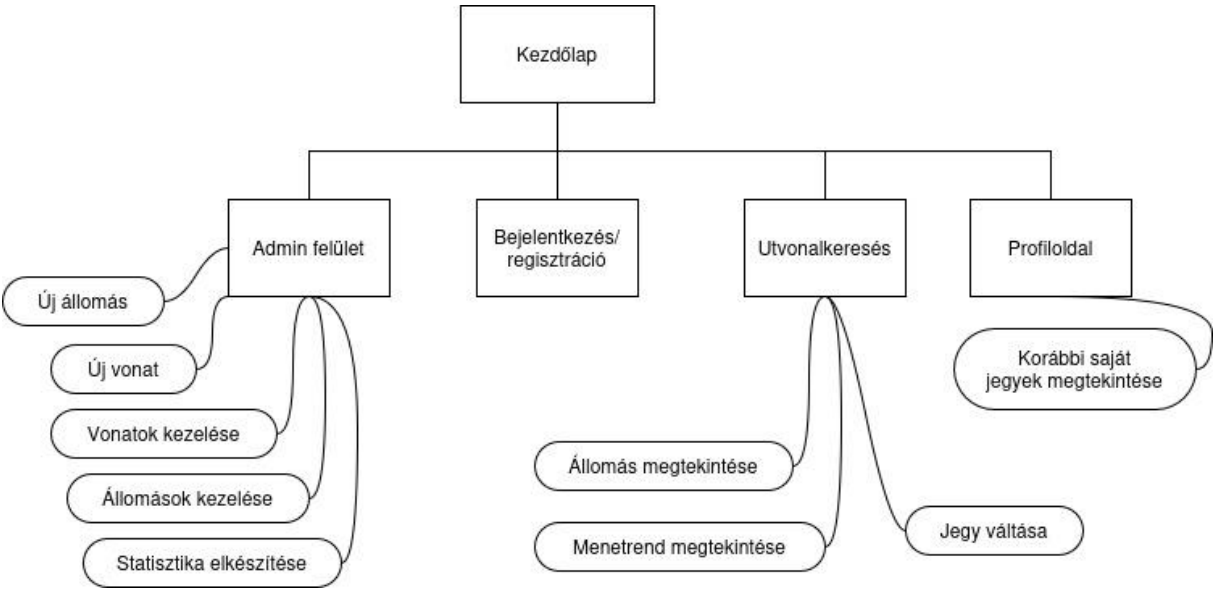 Kezdőlap
Admin felület
Bejelentkezés/
regisztráció
Utvonalkeresés
Profiloldal
Új állomás
Új vonat
Vonatok kezelése
Állomások kezelése
Statisztika elkészítése
Állomás megtekintése
Menetrend megtekintése
Jegy váltása
Korábbi saját
jegyek megtekintése